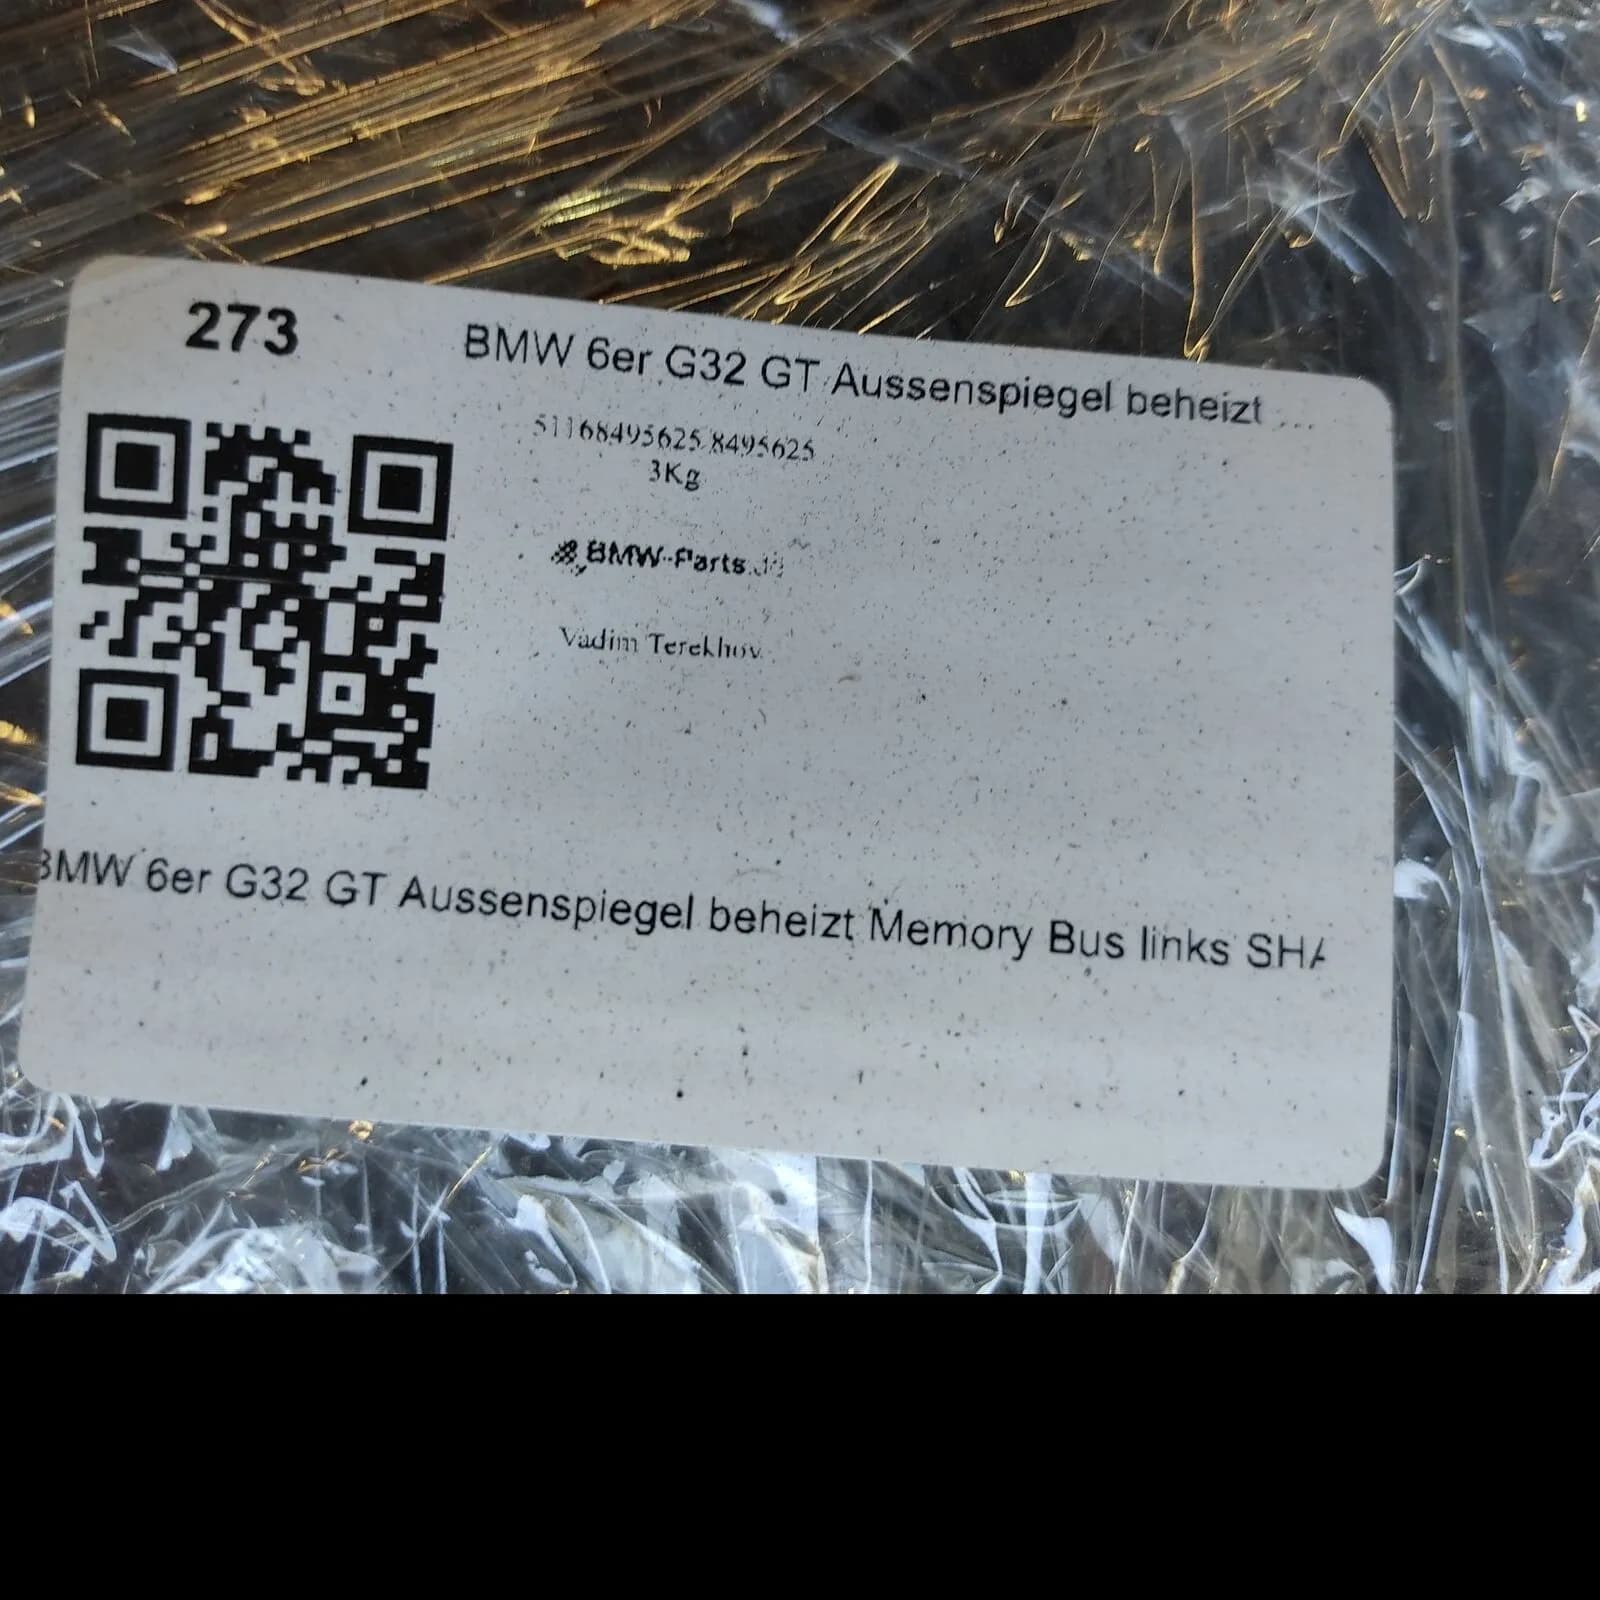 273
BMW 6er G32 GT Aussenspiegel beheizt ...
51168495625 8495625
3Kg
BMW-Parts
Vadim Terekhov
BMW 6er G32 GT Aussenspiegel beheizt Memory Bus links SHA